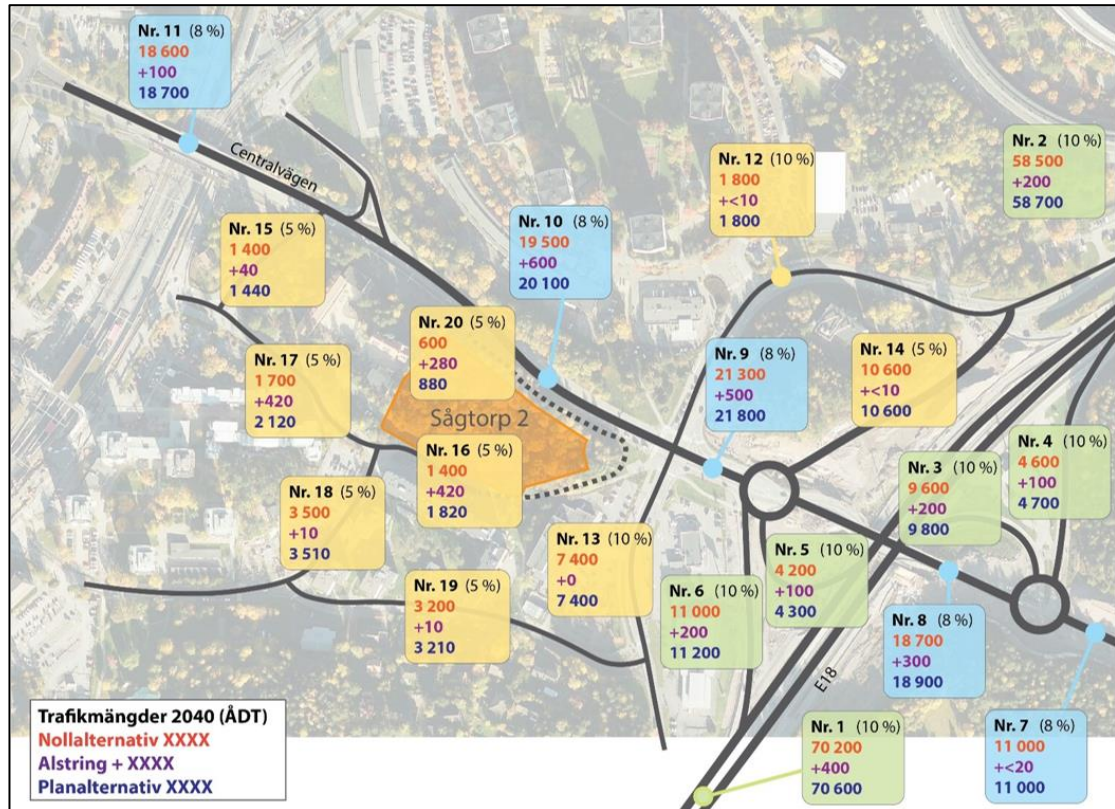 Nr. 11 (8 %)
18 600
+100
18 700
Centralvägen
Nr. 2 (10 %)
58 500
+200
58 700
Nr. 12 (10 %)
1 800
+<10
1 800
Nr. 15 (5 %)
1 400
+40
1 440
Nr. 10 (8 %)
19 500
+600
20 100
Nr. 20 (5 %)
600
+280
880
Sågtorp 2
Nr. 17 (5 %)
1 700
+420
2 120
Nr. 9 (8 %)
21 300
+500
21 800
Nr. 14 (5 %)
10 600
+<10
10 600
Nr. 16 (5 %)
1 400
+420
1 820
Nr. 4 (10 %)
4 600
+100
4 700
Nr. 3 (10 %)
9 600
+200
9 800
Nr. 18 (5 %)
3 500
+10
3 510
Nr. 13 (10 %)
7 400
+0
7 400
Nr. 5 (10 %)
4 200
+100
4 300
Nr. 19 (5 %)
3 200
+10
3 210
Nr. 6 (10 %)
11 000
+200
11 200
Nr. 8 (8 %)
18 700
+300
18 900
E18
Nr. 1 (10 %)
70 200
+400
70 600
Nr. 7 (8 %)
11 000
+<20
11 000
Trafikmängder 2040 (ÅDT)
Nollalternativ XXXX
Alstring + XXXX
Planalternativ XXXX